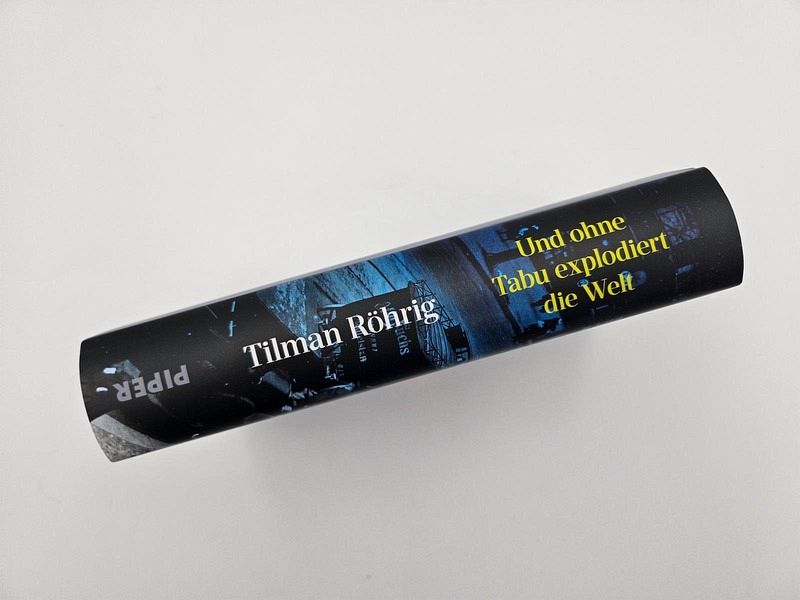 Und ohne
Tabu explodiert
die Welt
Tilman Röhrig
PIPER